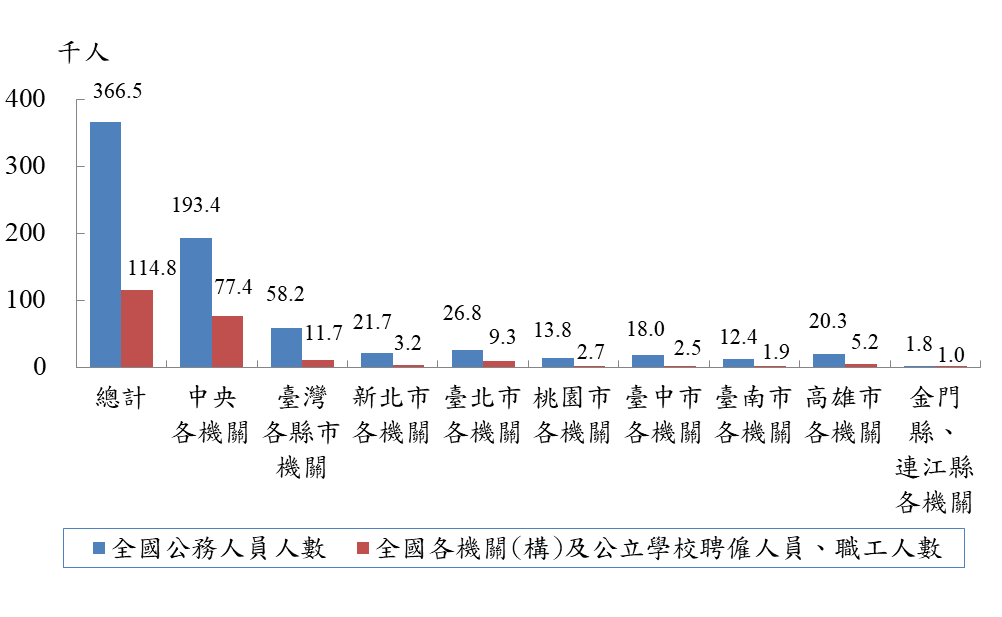 千人
400
300
200
100
0
366.5
114.8
193.4
77.4
58.2
11.7
21.7
3.2
26.8
9.3
13.8
2.7
18.0
2.5
12.4
1.9
20.3
5.2
1.8
1.0
總計
中央
各機關
臺灣
各縣市
機關
新北市
各機關
臺北市
各機關
桃園市
各機關
臺中市
各機關
臺南市
各機關
高雄市
各機關
金門
縣、
連江縣
各機關
全國公務人員人數
全國各機關(構)及公立學校聘僱人員、職工人數